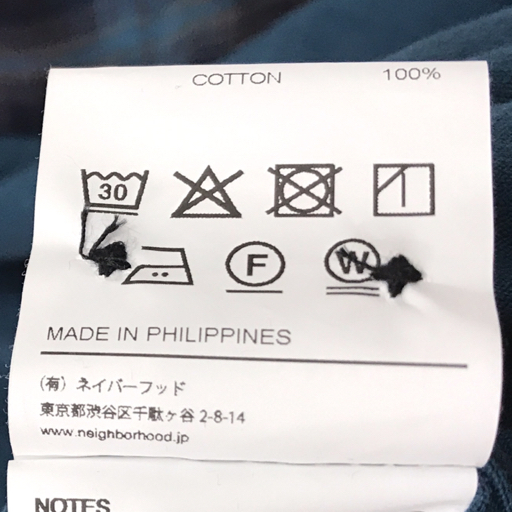 COTTON 100%
30
F W
MADE IN PHILIPPINES
(有) ネイバーフッド
東京都渋谷区千駄ヶ谷 2-8-14
www.neighborhood.jp
NOTES